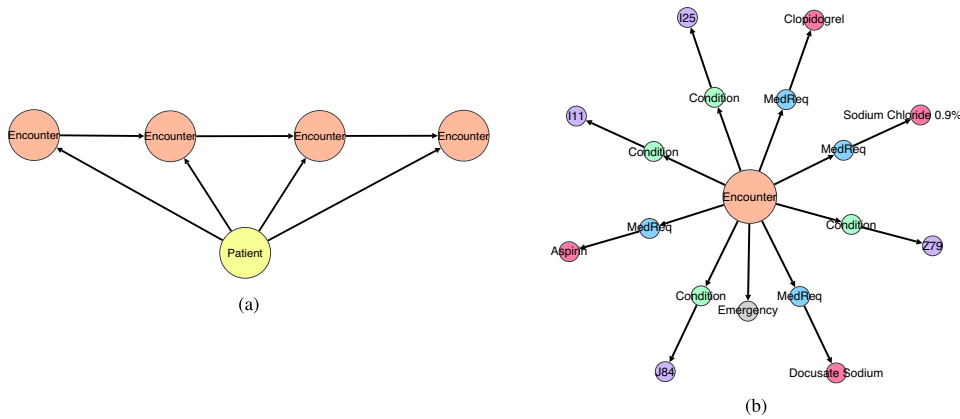 Encounter
Encounter
Encounter
Encounter
Patient
(a)
I25
Clopidogrel
Condition
MedReq
I11
Sodium Chloride 0.9%
Condition
MedReq
Encounter
MedReq
Condition
Aspirin
Z79
Condition
MedReq
Emergency
J84
Docusate Sodium
(b)